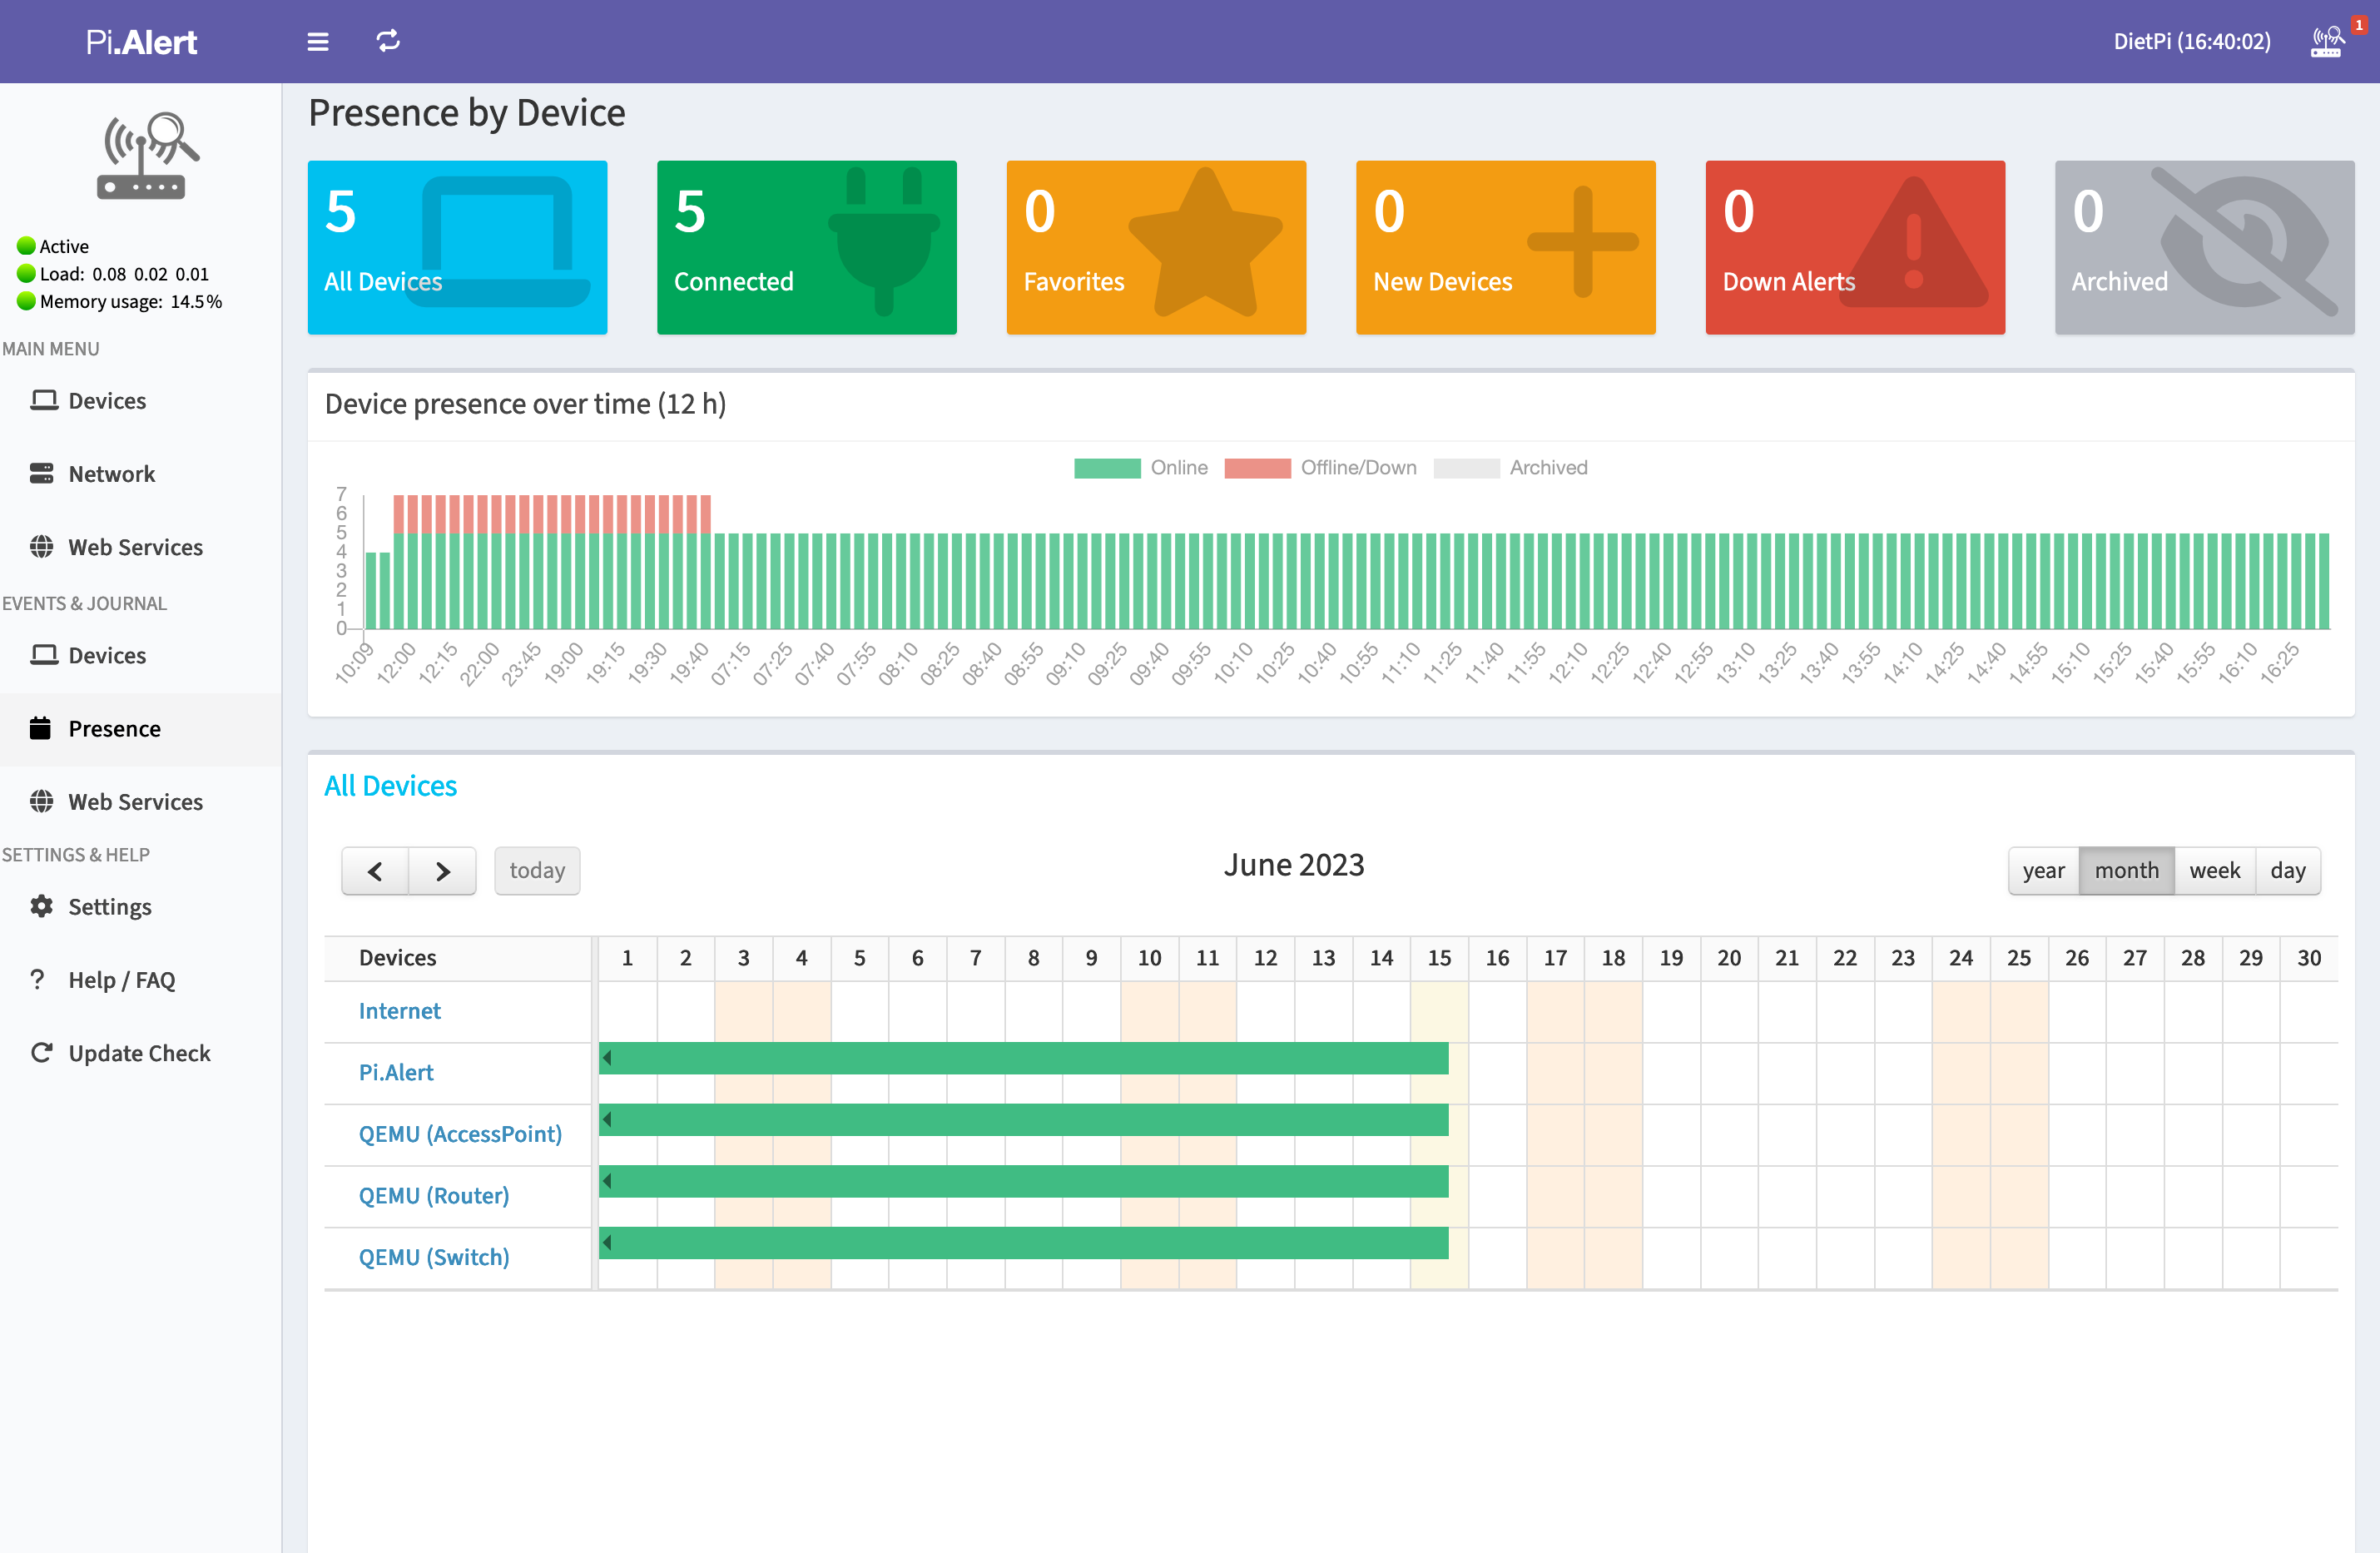 Pi.Alert
DietPi (16:40:02)
1
Active
Load: 0.08 0.02 0.01
Memory usage: 14.5%
MAIN MENU
Devices
Network
Web Services
EVENTS & JOURNAL
Devices
Presence
Web Services
SETTINGS & HELP
Settings
Help / FAQ
Update Check
Presence by Device
5
All Devices
5
Connected
0
Favorites
0
New Devices
0
Down Alerts
0
Archived
Device presence over time (12 h)
Online Offline/Down Archived
7
6
5
4
3
2
1
0
10:09 12:00 12:15 22:00 23:45 19:00 19:15 19:30 19:40 07:15 07:25 07:40 07:55 08:10 08:25 08:40 08:55 09:10 09:25 09:40 09:55 10:10 10:25 10:40 10:55 11:10 11:25 11:40 11:55 12:10 12:25 12:40 12:55 13:10 13:25 13:40 13:55 14:10 14:25 14:40 14:55 15:10 15:25 15:40 15:55 16:10 16:25
All Devices
today
June 2023
year month week day
Devices 1 2 3 4 5 6 7 8 9 10 11 12 13 14 15 16 17 18 19 20 21 22 23 24 25 26 27 28 29 30
Internet
Pi.Alert
QEMU (AccessPoint)
QEMU (Router)
QEMU (Switch)